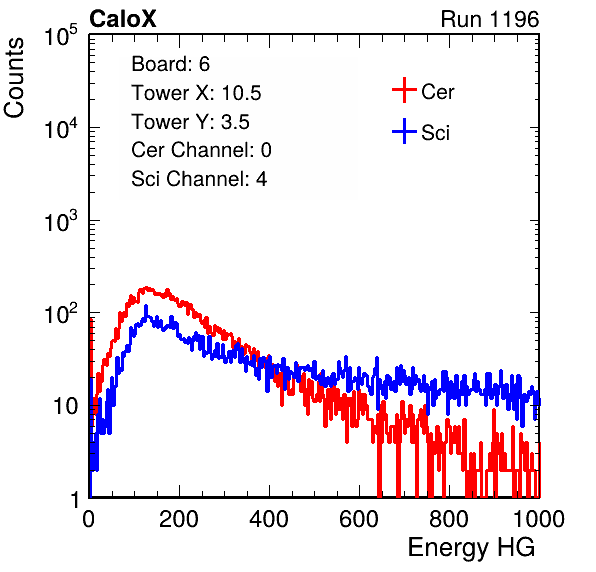 CaloX Run 1196
Counts
10^5
10^4
10^3
10^2
10
1
Board: 6
Tower X: 10.5
Tower Y: 3.5
Cer Channel: 0
Sci Channel: 4
Cer
Sci
0 200 400 600 800 1000
Energy HG